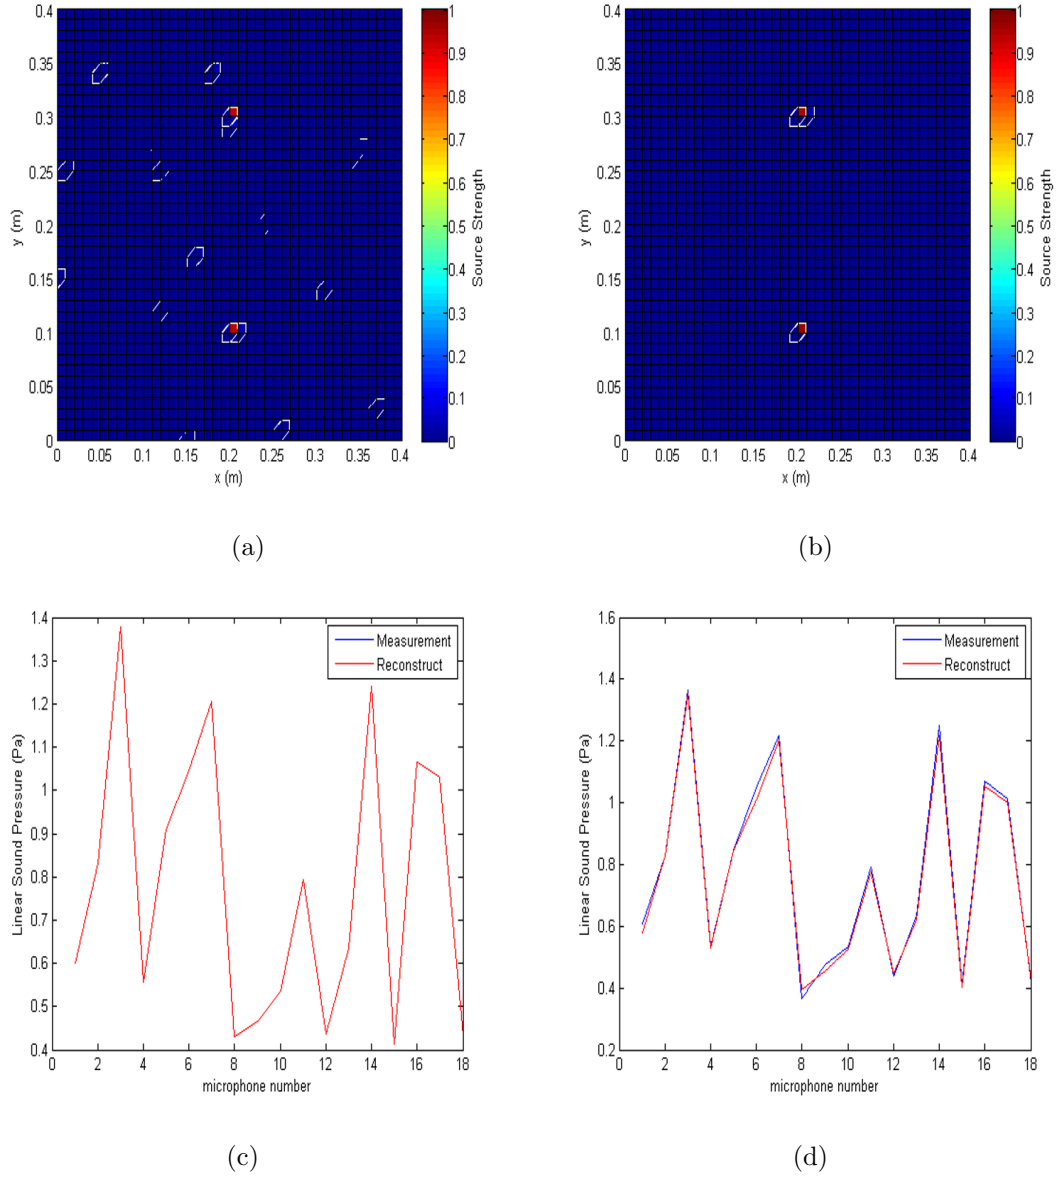 0.4
0.35
0.3
0.25
0.2
0.15
0.1
0.05
0
y (m)
0 0.05 0.1 0.15 0.2 0.25 0.3 0.35 0.4
x (m)
1
0.9
0.8
0.7
0.6
0.5
0.4
0.3
0.2
0.1
0
Source Strength
(a)
0.4
0.35
0.3
0.25
0.2
0.15
0.1
0.05
0
y (m)
0 0.05 0.1 0.15 0.2 0.25 0.3 0.35 0.4
x (m)
1
0.9
0.8
0.7
0.6
0.5
0.4
0.3
0.2
0.1
0
Source Strength
(b)
1.4
1.3
1.2
1.1
1
0.9
0.8
0.7
0.6
0.5
0.4
Linear Sound Pressure (Pa)
Measurement
Reconstruct
0 2 4 6 8 10 12 14 16 18
microphone number
(c)
1.6
1.4
1.2
1
0.8
0.6
0.4
0.2
Linear Sound Pressure (Pa)
Measurement
Reconstruct
0 2 4 6 8 10 12 14 16 18
microphone number
(d)